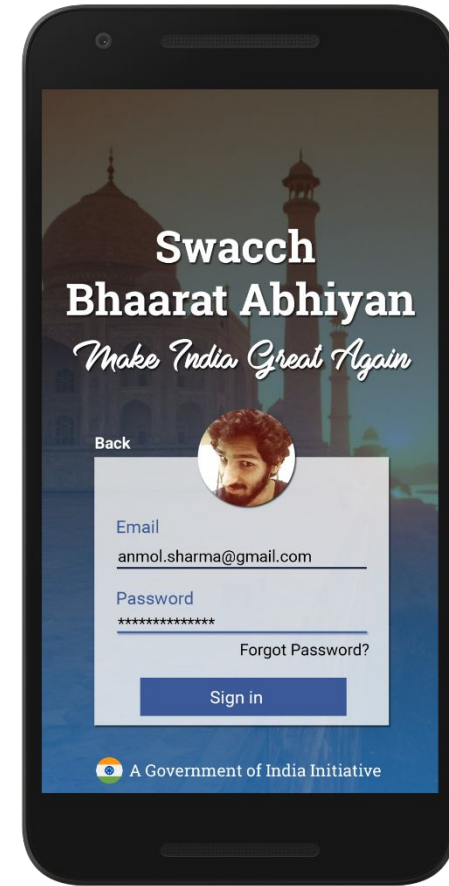 Swacch
Bhaarat Abhiyan
Make India Great Again
Back
Email
anmol.sharma@gmail.com
Password
**************
Forgot Password?
Sign in
A Government of India Initiative